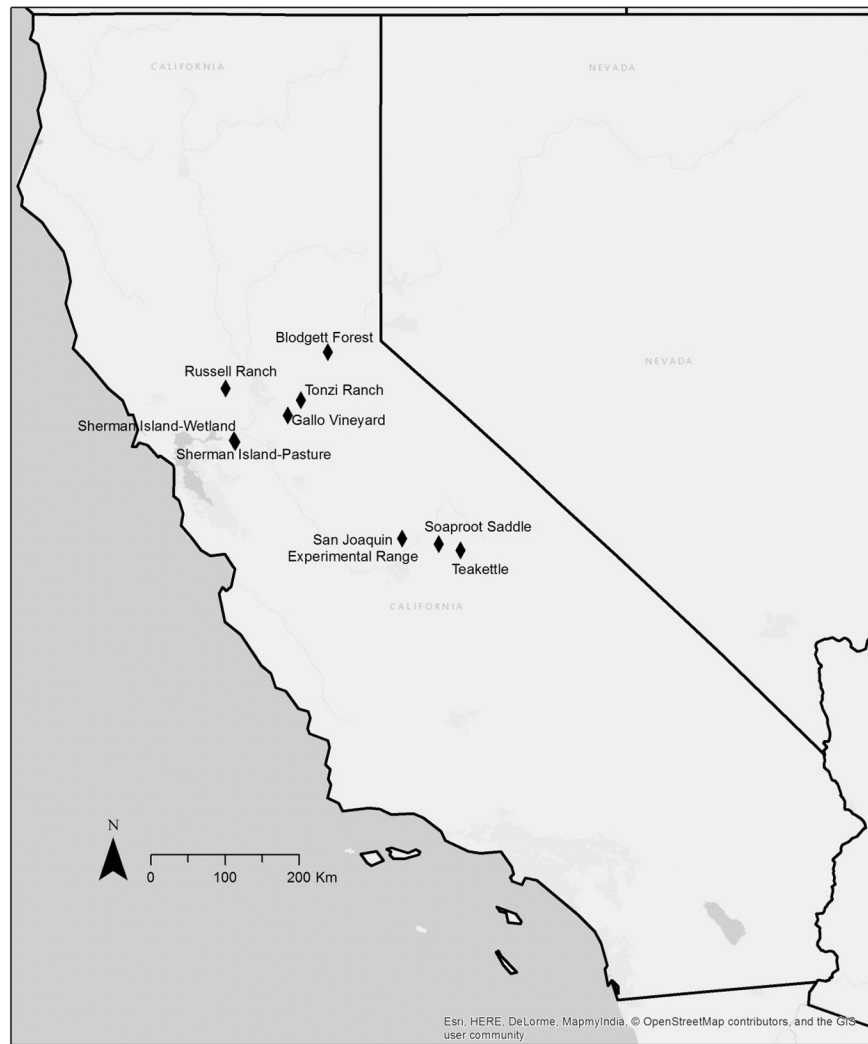 CALIFORNIA
NEVADA
Blodgett Forest
Russell Ranch
Tonzi Ranch
Gallo Vineyard
Sherman Island-Wetland
Sherman Island-Pasture
NEVADA
Soaproot Saddle
San Joaquin
Experimental Range
Teakettle
CALIFORNIA
N
0 100 200 Km
Esri, HERE, DeLorme, MapmyIndia, © OpenStreetMap contributors, and the GIS
user community